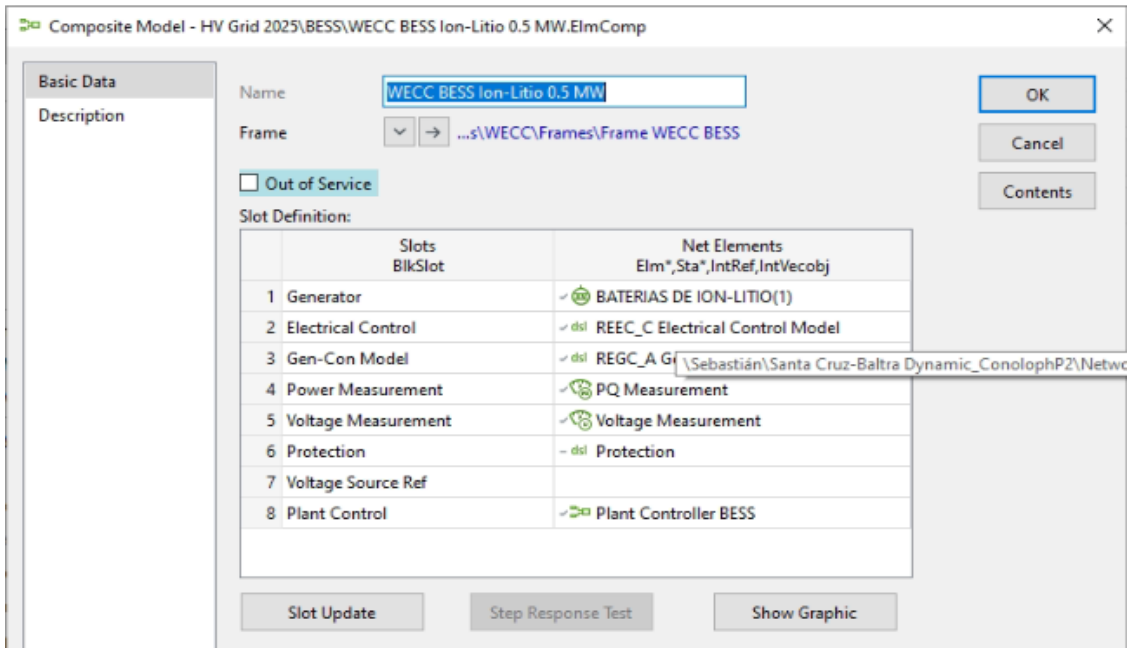 Composite Model - HV Grid 2025\BESS\WECC BESS Ion-Litio 0.5 MW.ElmComp
Basic Data
Description
Name WECC BESS Ion-Litio 0.5 MW
Frame ...s\WECC\Frames\Frame WECC BESS
OK
Cancel
Contents
Out of Service
Slot Definition:
Slots Net Elements
BlkSlot Elm*,Sta*,IntRef,IntVecobj
1 Generator BATERIAS DE ION-LITIO(1)
2 Electrical Control dsl REEC_C Electrical Control Model
3 Gen-Con Model dsl REGC_A
\Sebastián\Santa Cruz-Baltra Dynamic_ConolophP2\Netwo
4 Power Measurement PQ Measurement
5 Voltage Measurement Voltage Measurement
6 Protection dsl Protection
7 Voltage Source Ref
8 Plant Control Plant Controller BESS
Slot Update Step Response Test Show Graphic